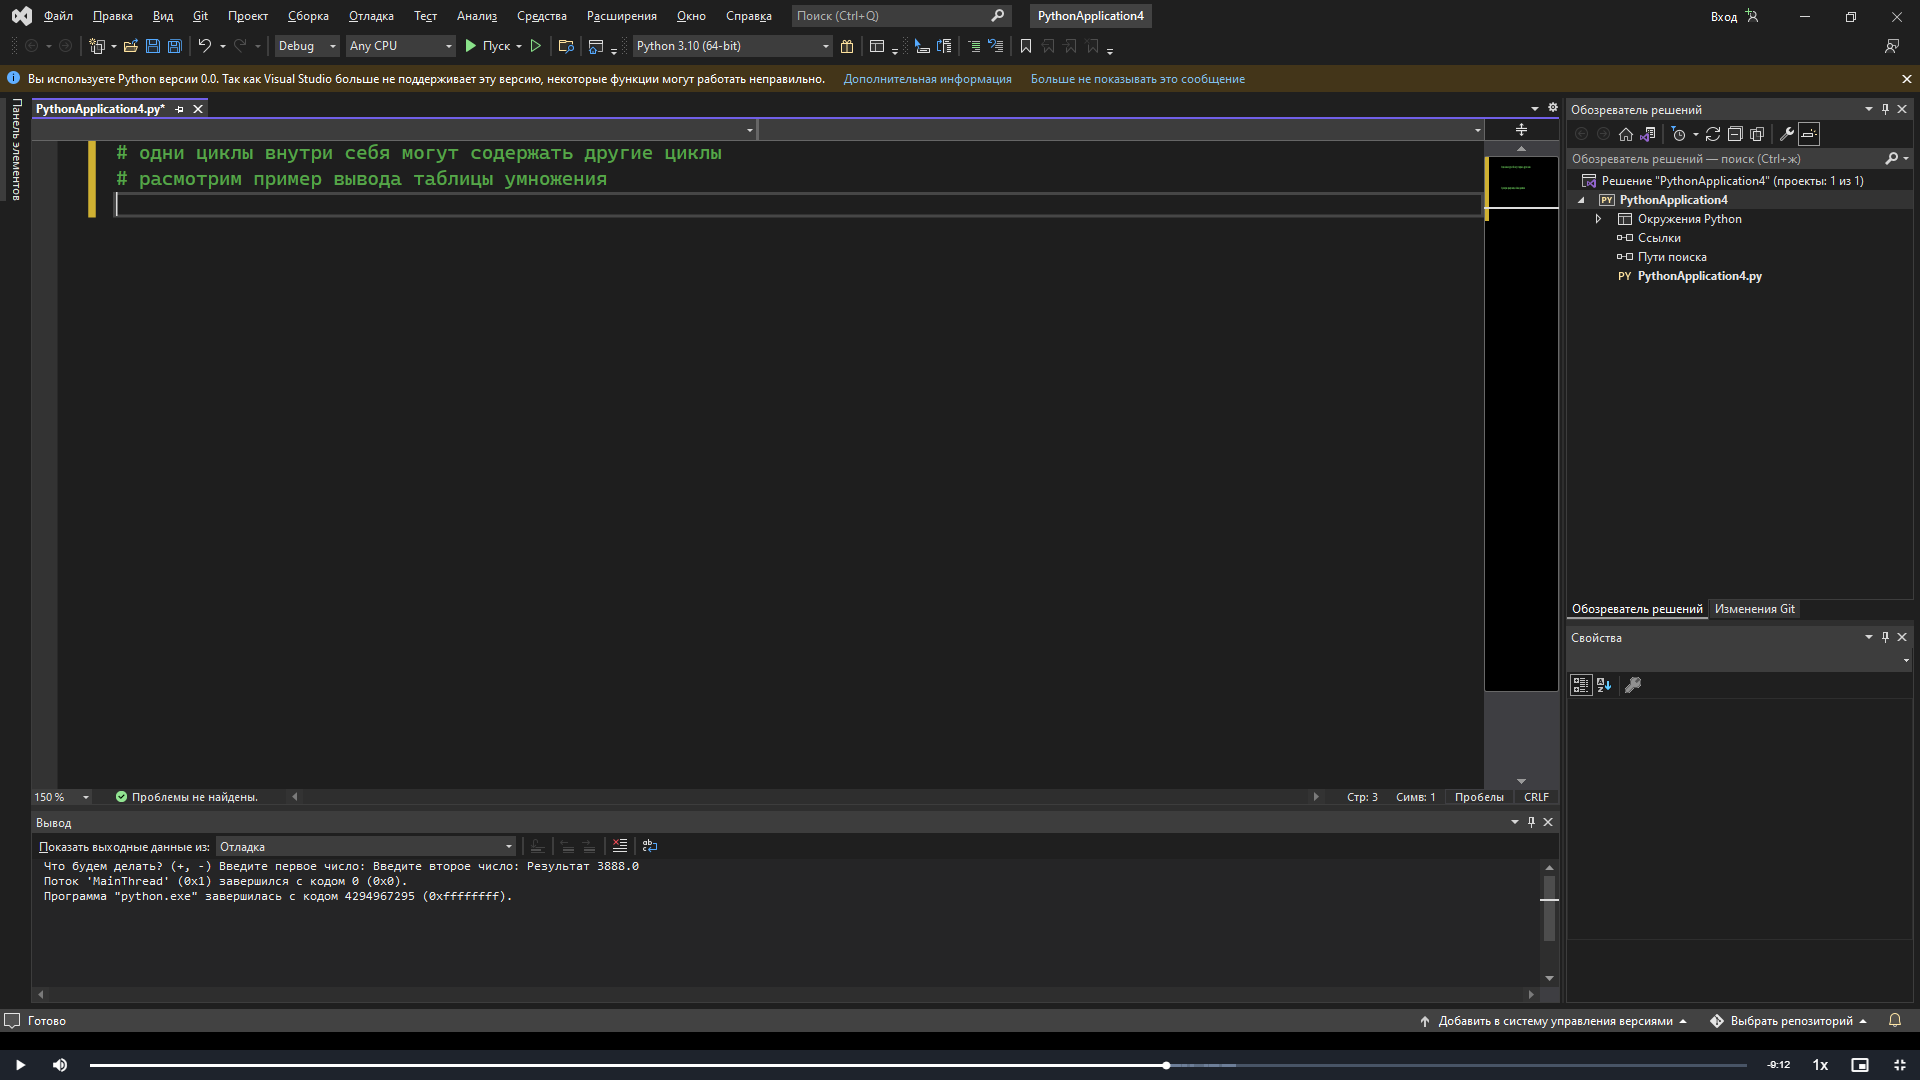 Файл Правка Вид Git Проект Сборка Отладка Тест Анализ Средства Расширения Окно Справка Поиск (Ctrl+Q) PythonApplication4 Вход
Debug Any CPU Пуск Python 3.10 (64-bit)
Вы используете Python версии 0.0. Так как Visual Studio больше не поддерживает эту версию, некоторые функции могут работать неправильно. Дополнительная информация Больше не показывать это сообщение
Панель элементов
PythonApplication4.py*
# одни циклы внутри себя могут содержать другие циклы
# расмотрим пример вывода таблицы умножения
150 % Проблемы не найдены. Стр: 3 Симв: 1 Пробелы CRLF
Вывод
Показать выходные данные из: Отладка
Что будем делать? (+, -) Введите первое число: Введите второе число: Результат 3888.0
Поток 'MainThread' (0x1) завершился с кодом 0 (0x0).
Программа "python.exe" завершилась с кодом 4294967295 (0xffffffff).
Обозреватель решений
Обозреватель решений — поиск (Ctrl+ж)
Решение "PythonApplication4" (проекты: 1 из 1)
PY PythonApplication4
Окружения Python
Ссылки
Пути поиска
PY PythonApplication4.py
Обозреватель решений Изменения Git
Свойства
Готово Добавить в систему управления версиями Выбрать репозиторий
-9:12 1x